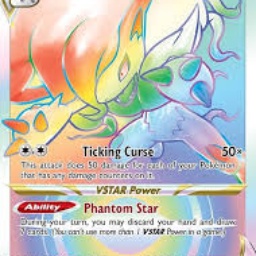 Ticking Curse 50×
This attack does 50 damage for each of your Pokémon
that has any damage counters on it.
VSTAR Power
Ability Phantom Star
During your turn, you may discard your hand and draw
7 cards. (You can't use more than 1 VSTAR Power in a game.)